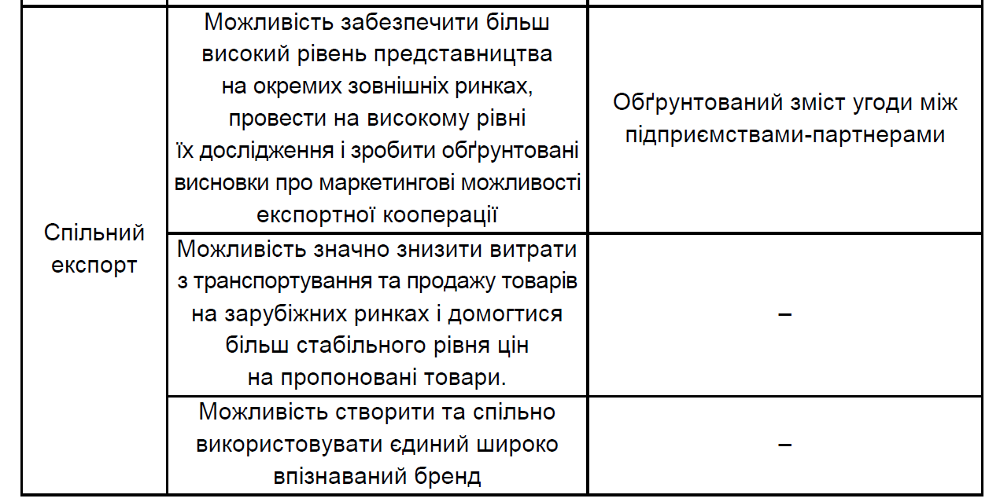 Спільний
експорт
Можливість забезпечити більш
високий рівень представництва
на окремих зовнішніх ринках,
провести на високому рівні
їх дослідження і зробити обґрунтовані
висновки про маркетингові можливості
експортної кооперації
Обґрунтований зміст угоди між
підприємствами-партнерами
Можливість значно знизити витрати
з транспортування та продажу товарів
на зарубіжних ринках і домогтися
більш стабільного рівня цін
на пропоновані товари.
–
Можливість створити та спільно
використовувати єдиний широко
впізнаваний бренд
–